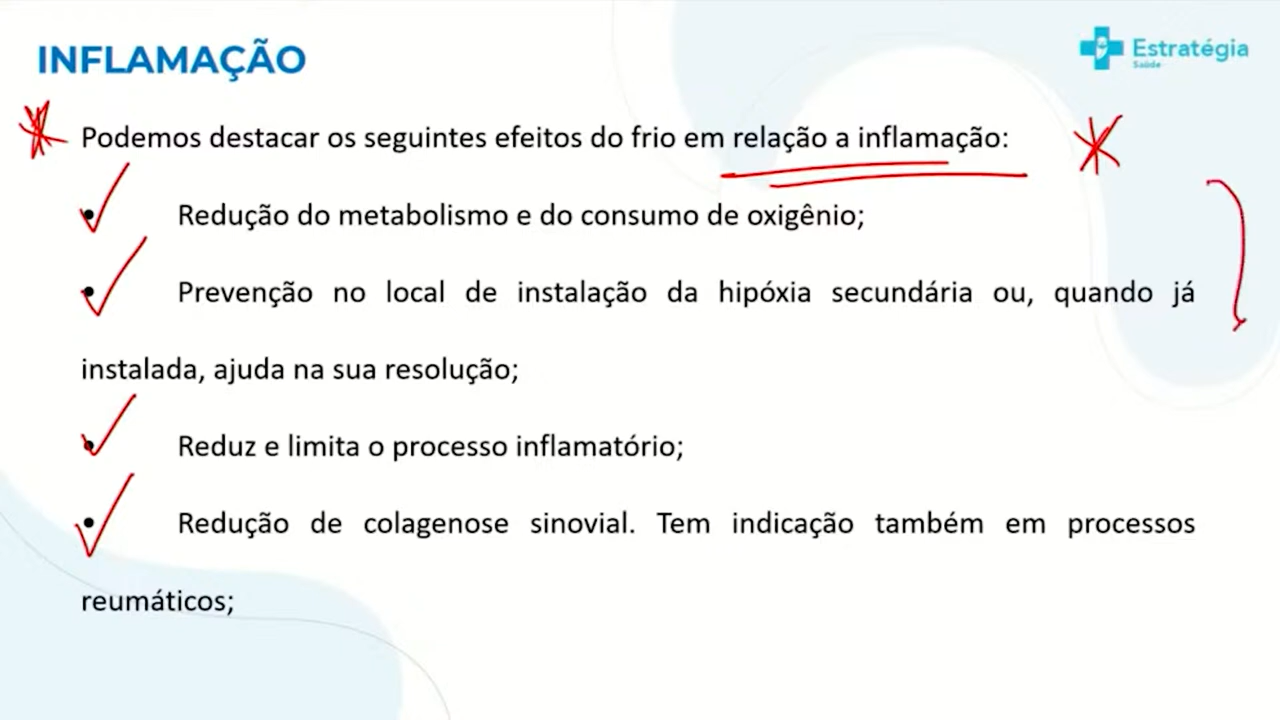 INFLAMAÇÃO
Estratégia
Saúde
Podemos destacar os seguintes efeitos do frio em relação a inflamação:
• Redução do metabolismo e do consumo de oxigênio;
• Prevenção no local de instalação da hipóxia secundária ou, quando já
instalada, ajuda na sua resolução;
• Reduz e limita o processo inflamatório;
• Redução de colagenose sinovial. Tem indicação também em processos
reumáticos;